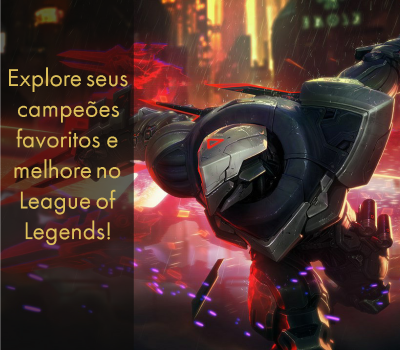 Explore seus
campeões
favoritos e
melhore no
League of
Legends!